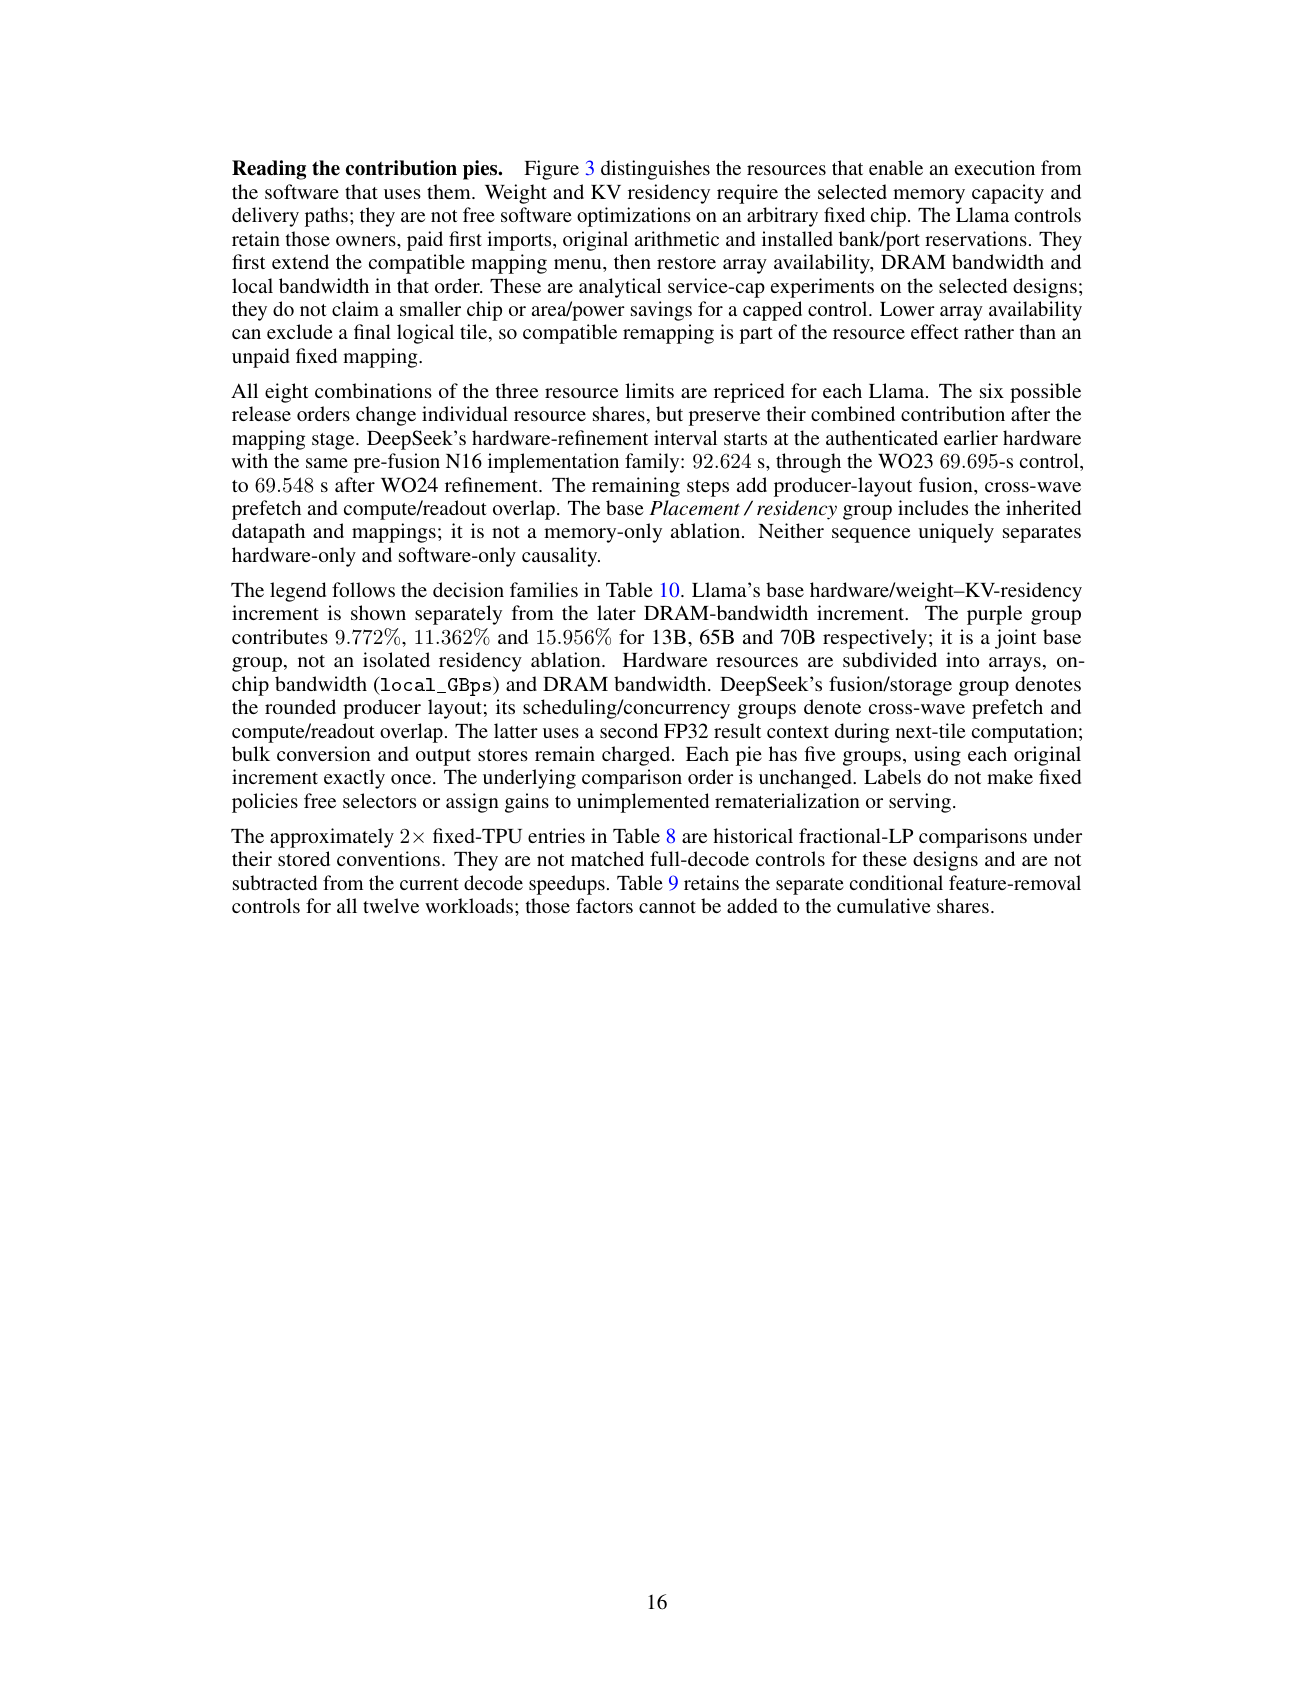 Reading the contribution pies. Figure 3 distinguishes the resources that enable an execution from
the software that uses them. Weight and KV residency require the selected memory capacity and
delivery paths; they are not free software optimizations on an arbitrary fixed chip. The Llama controls
retain those owners, paid first imports, original arithmetic and installed bank/port reservations. They
first extend the compatible mapping menu, then restore array availability, DRAM bandwidth and
local bandwidth in that order. These are analytical service-cap experiments on the selected designs;
they do not claim a smaller chip or area/power savings for a capped control. Lower array availability
can exclude a final logical tile, so compatible remapping is part of the resource effect rather than an
unpaid fixed mapping.
All eight combinations of the three resource limits are repriced for each Llama. The six possible
release orders change individual resource shares, but preserve their combined contribution after the
mapping stage. DeepSeek's hardware-refinement interval starts at the authenticated earlier hardware
with the same pre-fusion N16 implementation family: 92.624 s, through the WO23 69.695-s control,
to 69.548 s after WO24 refinement. The remaining steps add producer-layout fusion, cross-wave
prefetch and compute/readout overlap. The base Placement / residency group includes the inherited
datapath and mappings; it is not a memory-only ablation. Neither sequence uniquely separates
hardware-only and software-only causality.
The legend follows the decision families in Table 10. Llama's base hardware/weight–KV-residency
increment is shown separately from the later DRAM-bandwidth increment. The purple group
contributes 9.772%, 11.362% and 15.956% for 13B, 65B and 70B respectively; it is a joint base
group, not an isolated residency ablation. Hardware resources are subdivided into arrays, on-
chip bandwidth (local_GBps) and DRAM bandwidth. DeepSeek's fusion/storage group denotes
the rounded producer layout; its scheduling/concurrency groups denote cross-wave prefetch and
compute/readout overlap. The latter uses a second FP32 result context during next-tile computation;
bulk conversion and output stores remain charged. Each pie has five groups, using each original
increment exactly once. The underlying comparison order is unchanged. Labels do not make fixed
policies free selectors or assign gains to unimplemented rematerialization or serving.
The approximately 2× fixed-TPU entries in Table 8 are historical fractional-LP comparisons under
their stored conventions. They are not matched full-decode controls for these designs and are not
subtracted from the current decode speedups. Table 9 retains the separate conditional feature-removal
controls for all twelve workloads; those factors cannot be added to the cumulative shares.
16